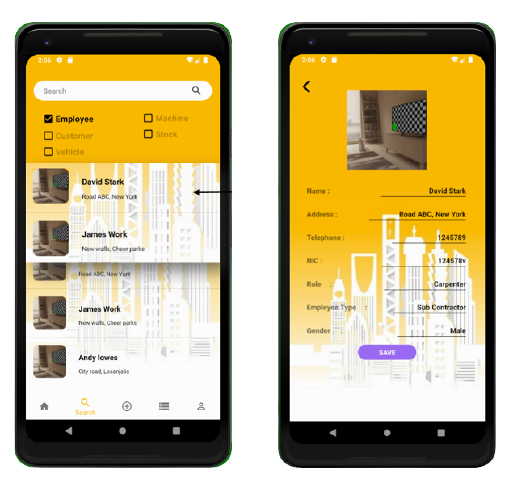 2:06
Search
Employee
Machine
Customer
Stock
Vehicle
David Stark
Road ABC, New York
James Work
New walls, Cheer parks
Road ABC, New York
James Work
New walls, Cheer parks
Andy lowes
City road, Losanjalis
Search
2:06
Name :
David Stark
Address :
Road ABC, New York
Telephone :
1245789
NIC :
124578v
Role :
Carpenter
Employee Type :
Sub Contractor
Gender :
Male
SAVE